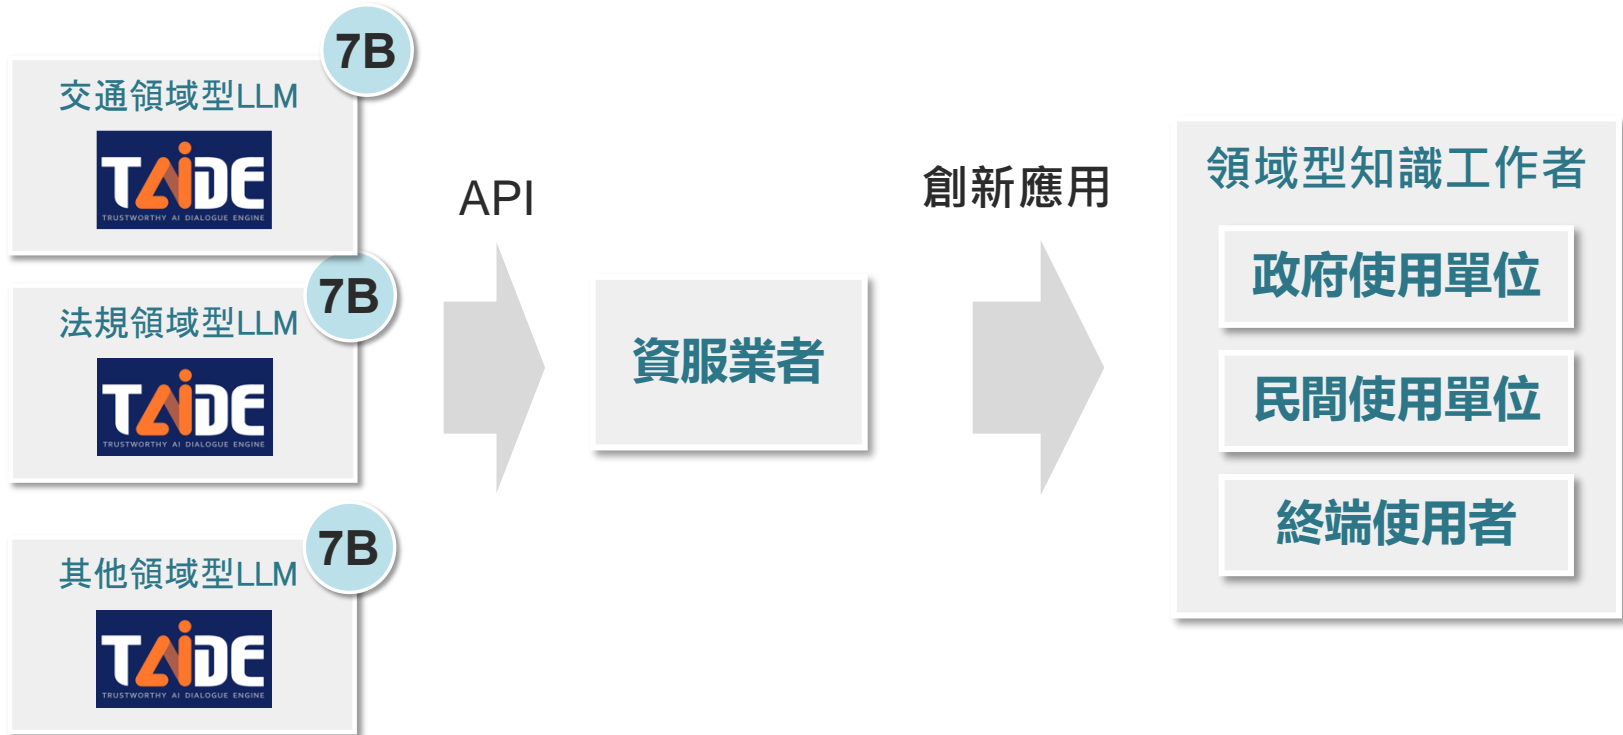 7B
交通領域型LLM
TAiDE
TRUSTWORTHY AI DIALOGUE ENGINE
7B
法規領域型LLM
TAiDE
TRUSTWORTHY AI DIALOGUE ENGINE
7B
其他領域型LLM
TAiDE
TRUSTWORTHY AI DIALOGUE ENGINE
API
資服業者
創新應用
領域型知識工作者
政府使用單位
民間使用單位
終端使用者